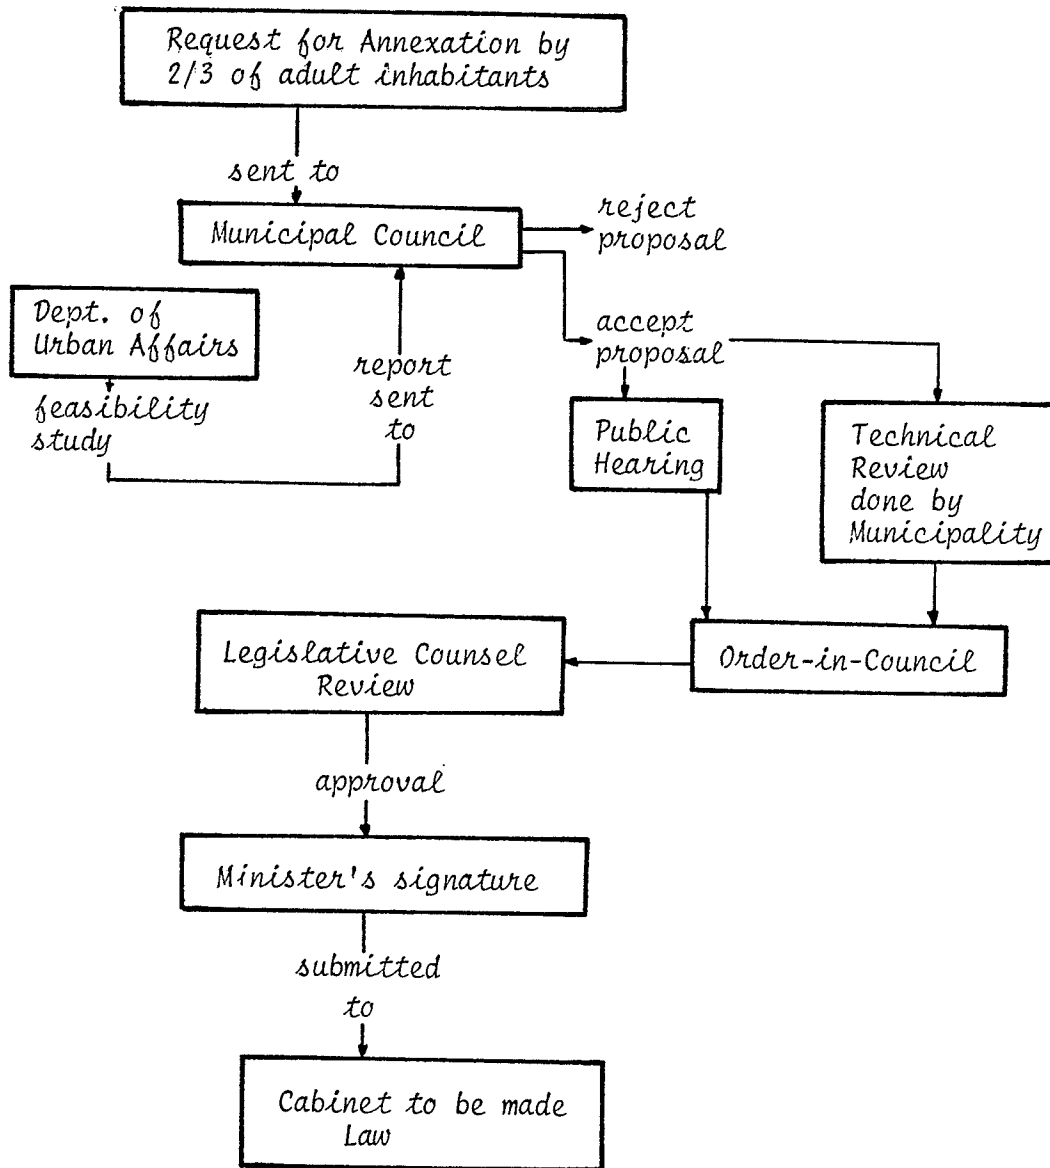 Request for Annexation by
2/3 of adult inhabitants
sent to
Municipal Council
reject
proposal
Dept. of
Urban Affairs
feasibility
study
report
sent
to
accept
proposal
Public
Hearing
Technical
Review
done by
Municipality
Order-in-Council
Legislative Counsel
Review
approval
Minister's signature
submitted
to
Cabinet to be made
Law